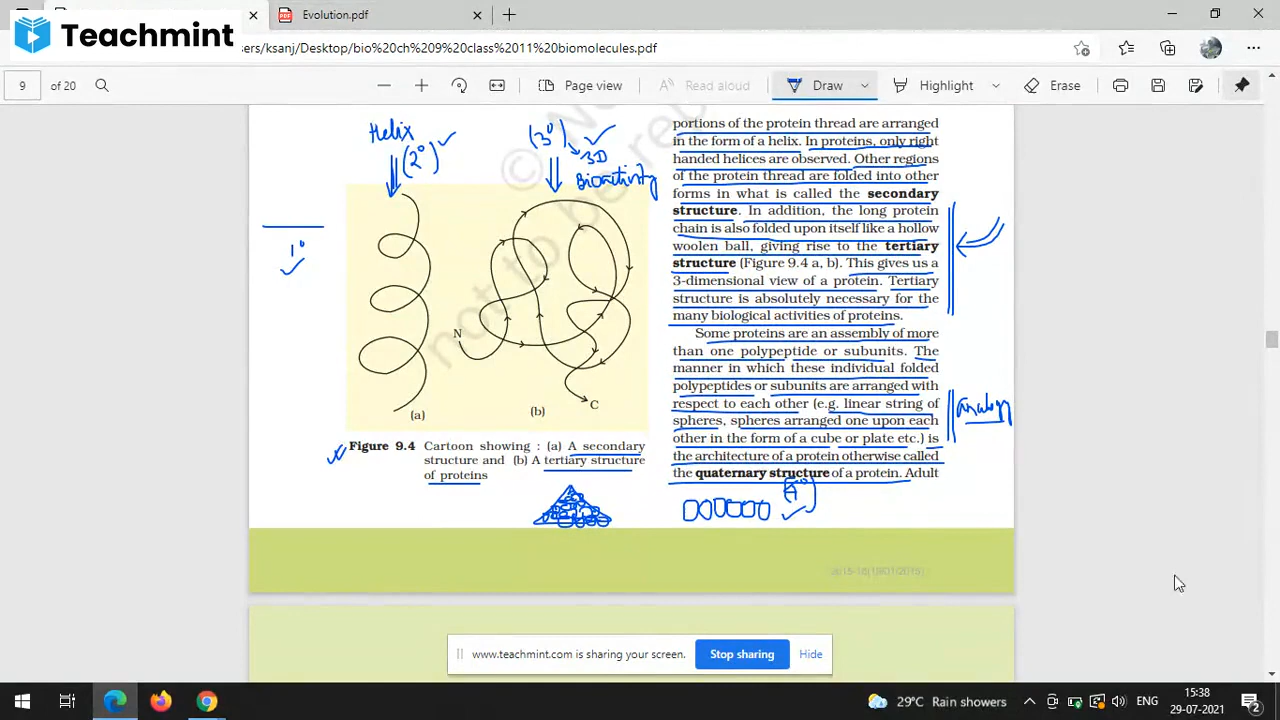 Teachmint
Evolution.pdf
ers/ksanj/Desktop/bio%20ch%209%20class%2011%20biomolecules.pdf
9 of 20
Page view
Read aloud
Draw
Highlight
Erase
Helix
(2°)
(3°)
3D
Bioactivity
1°
N
C
(a)
(b)
Figure 9.4 Cartoon showing : (a) A secondary
structure and (b) A tertiary structure
of proteins
portions of the protein thread are arranged
in the form of a helix. In proteins, only right
handed helices are observed. Other regions
of the protein thread are folded into other
forms in what is called the secondary
structure. In addition, the long protein
chain is also folded upon itself like a hollow
woolen ball, giving rise to the tertiary
structure (Figure 9.4 a, b). This gives us a
3-dimensional view of a protein. Tertiary
structure is absolutely necessary for the
many biological activities of proteins.
Some proteins are an assembly of more
than one polypeptide or subunits. The
manner in which these individual folded
polypeptides or subunits are arranged with
respect to each other (e.g. linear string of
spheres, spheres arranged one upon each
other in the form of a cube or plate etc.) is
the architecture of a protein otherwise called
the quaternary structure of a protein. Adult
analogy
(4°)
www.teachmint.com is sharing your screen.
Stop sharing
Hide
29°C Rain showers
ENG
15:38
29-07-2021
2